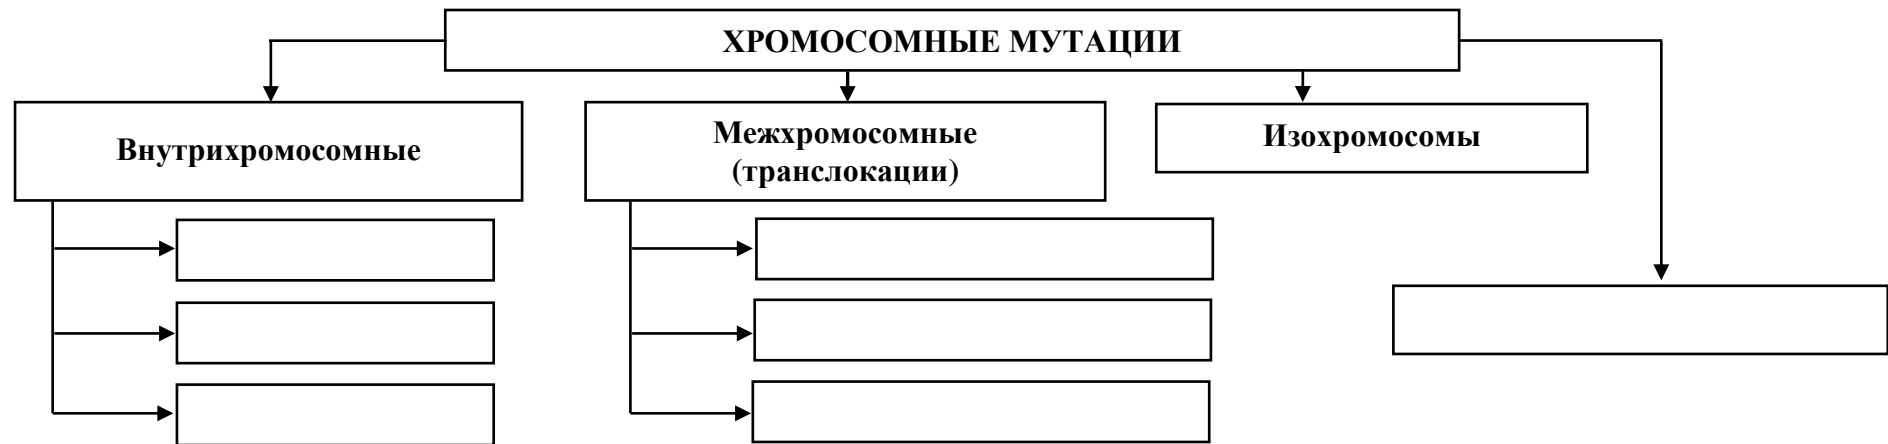 ХРОМОСОМНЫЕ МУТАЦИИ
Внутрихромосомные
Межхромосомные
(транслокации)
Изохромосомы